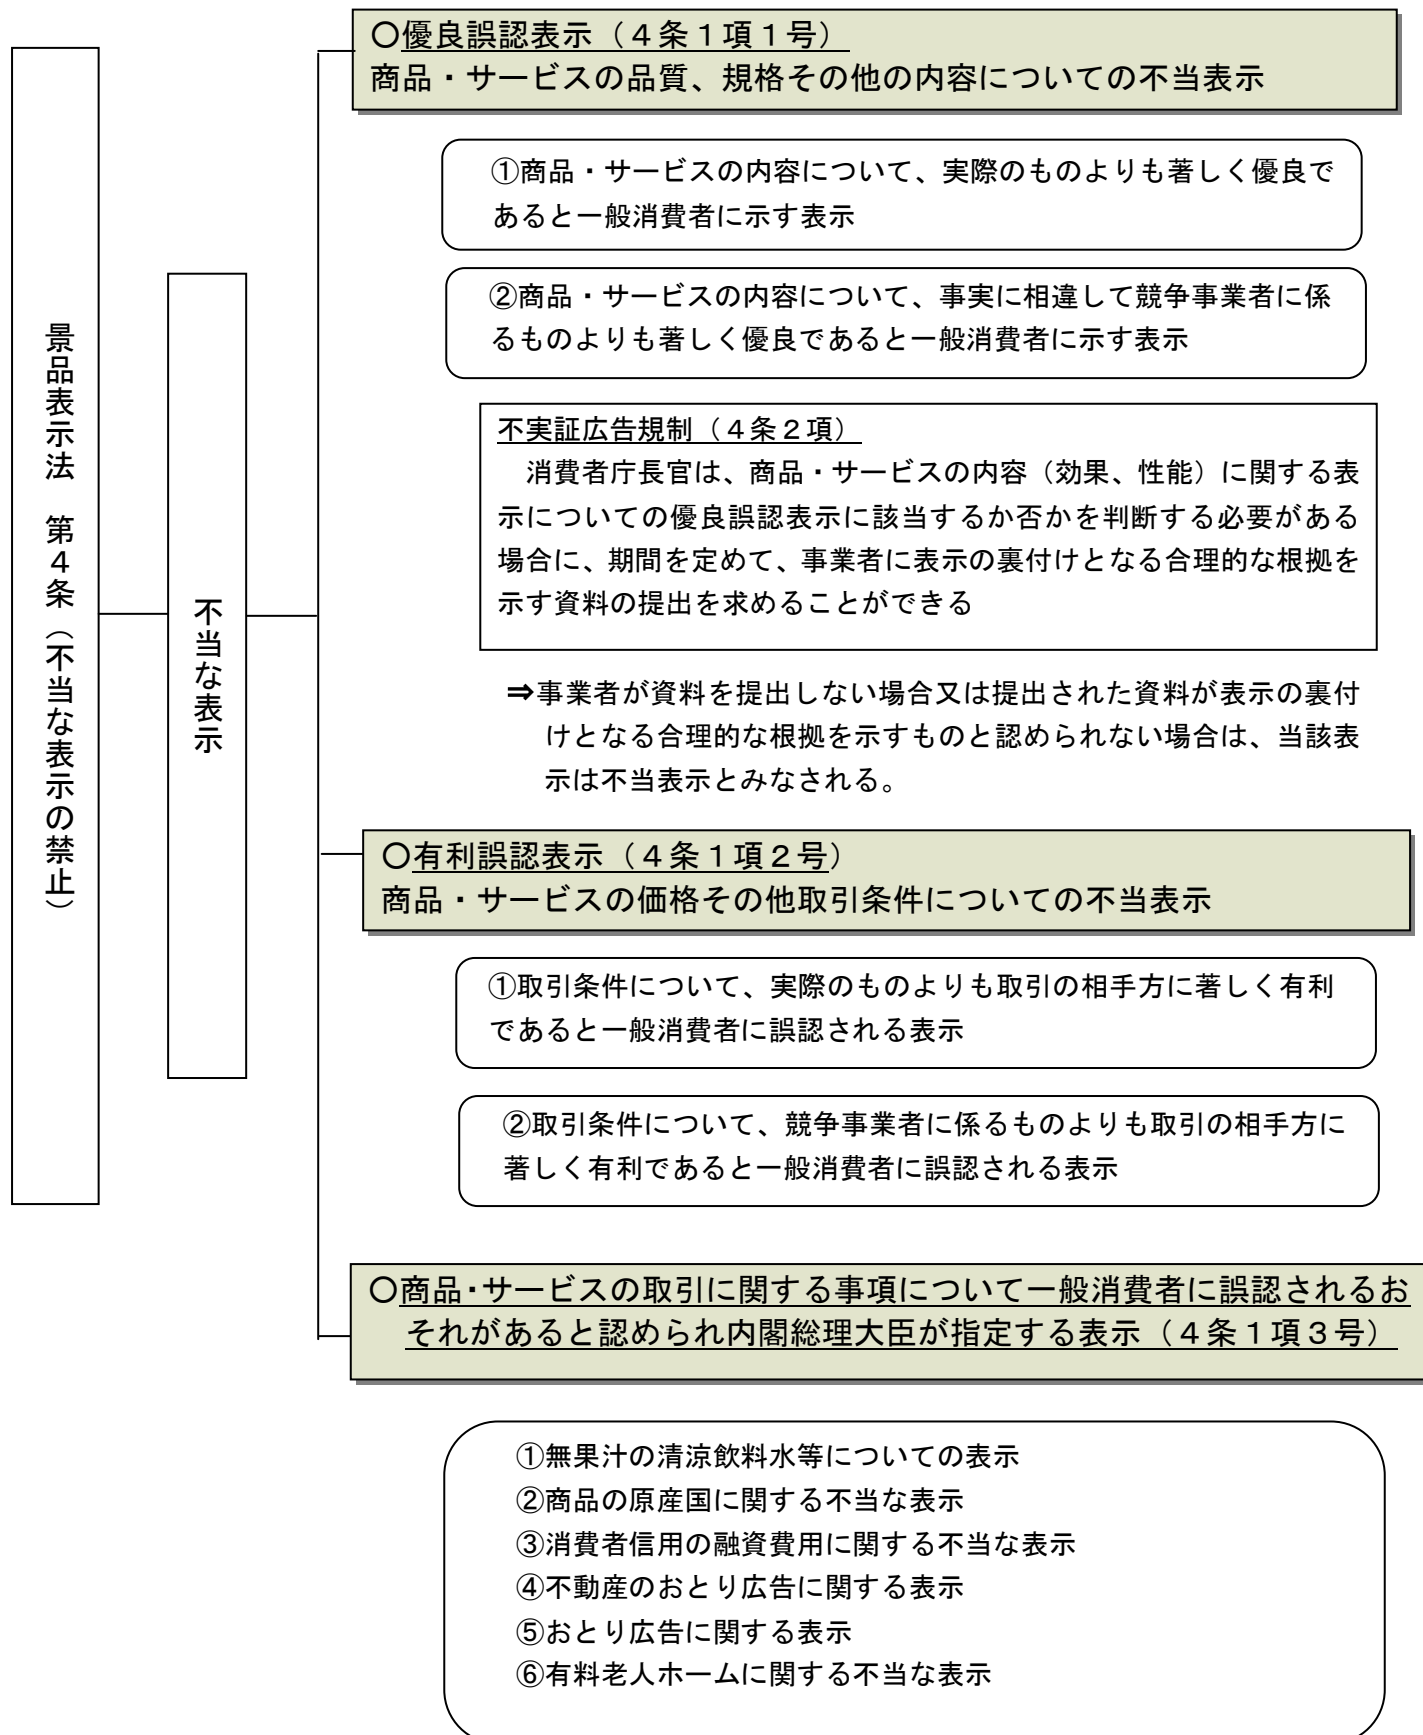 景品表示法　第４条（不当な表示の禁止）
不当な表示
○優良誤認表示（４条１項１号）
商品・サービスの品質、規格その他の内容についての不当表示
①商品・サービスの内容について、実際のものよりも著しく優良で
あると一般消費者に示す表示
②商品・サービスの内容について、事実に相違して競争事業者に係
るものよりも著しく優良であると一般消費者に示す表示
不実証広告規制（４条２項）
消費者庁長官は、商品・サービスの内容（効果、性能）に関する表
示についての優良誤認表示に該当するか否かを判断する必要がある
場合に、期間を定めて、事業者に表示の裏付けとなる合理的な根拠を
示す資料の提出を求めることができる
⇒事業者が資料を提出しない場合又は提出された資料が表示の裏付
けとなる合理的な根拠を示すものと認められない場合は、当該表
示は不当表示とみなされる。
○有利誤認表示（４条１項２号）
商品・サービスの価格その他取引条件についての不当表示
①取引条件について、実際のものよりも取引の相手方に著しく有利
であると一般消費者に誤認される表示
②取引条件について、競争事業者に係るものよりも取引の相手方に
著しく有利であると一般消費者に誤認される表示
○商品・サービスの取引に関する事項について一般消費者に誤認されるお
それがあると認められ内閣総理大臣が指定する表示（４条１項３号）
①無果汁の清涼飲料水等についての表示
②商品の原産国に関する不当な表示
③消費者信用の融資費用に関する不当な表示
④不動産のおとり広告に関する表示
⑤おとり広告に関する表示
⑥有料老人ホームに関する不当な表示